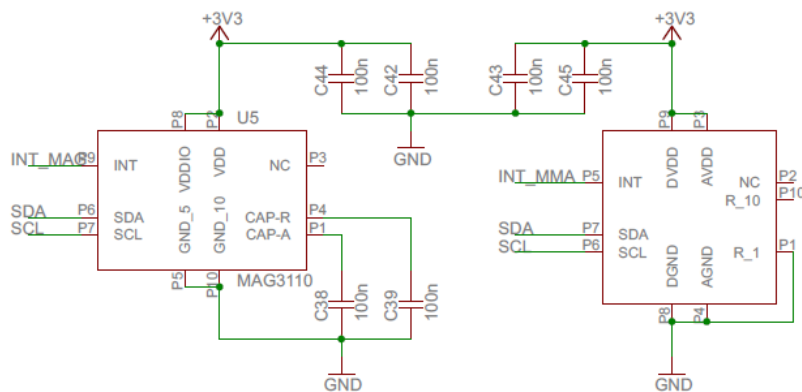 +3V3
+3V3
C44
100n
C42
100n
C43
100n
C45
100n
GND
P8
P2
U5
INT_MAG
P9
INT
VDDIO
VDD
NC
P3
SDA
P6
SDA
SCL
P7
SCL
GND_5
GND_10
CAP-R
P4
CAP-A
P1
P5
P10
MAG3110
C38
100n
C39
100n
GND
P9
P3
INT_MMA
P5
INT
DVDD
AVDD
NC
P2
R_10
P10
SDA
P7
SDA
SCL
P6
SCL
R_1
P1
DGND
AGND
P8
P4
GND